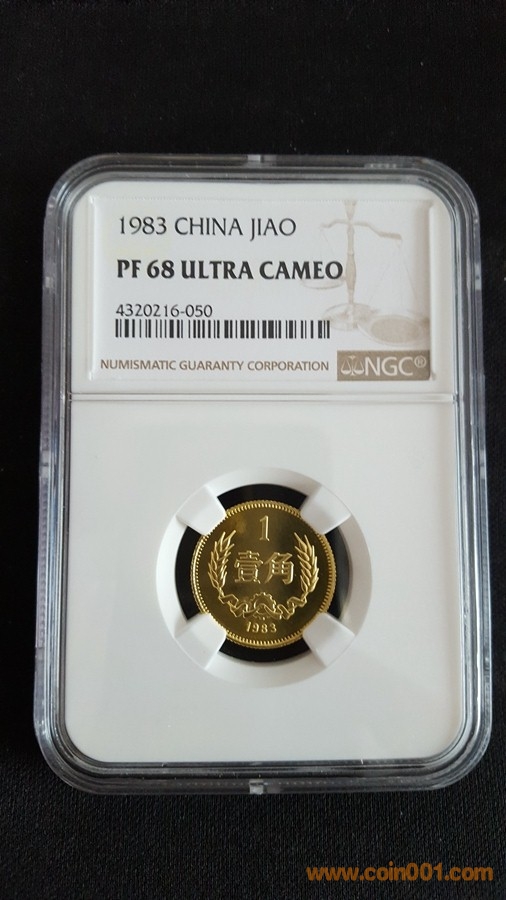 1983 CHINA JIAO
PF 68 ULTRA CAMEO
4320216-050
NUMISMATIC GUARANTY CORPORATION
NGC®
1
壹角
1983
www.coin001.com